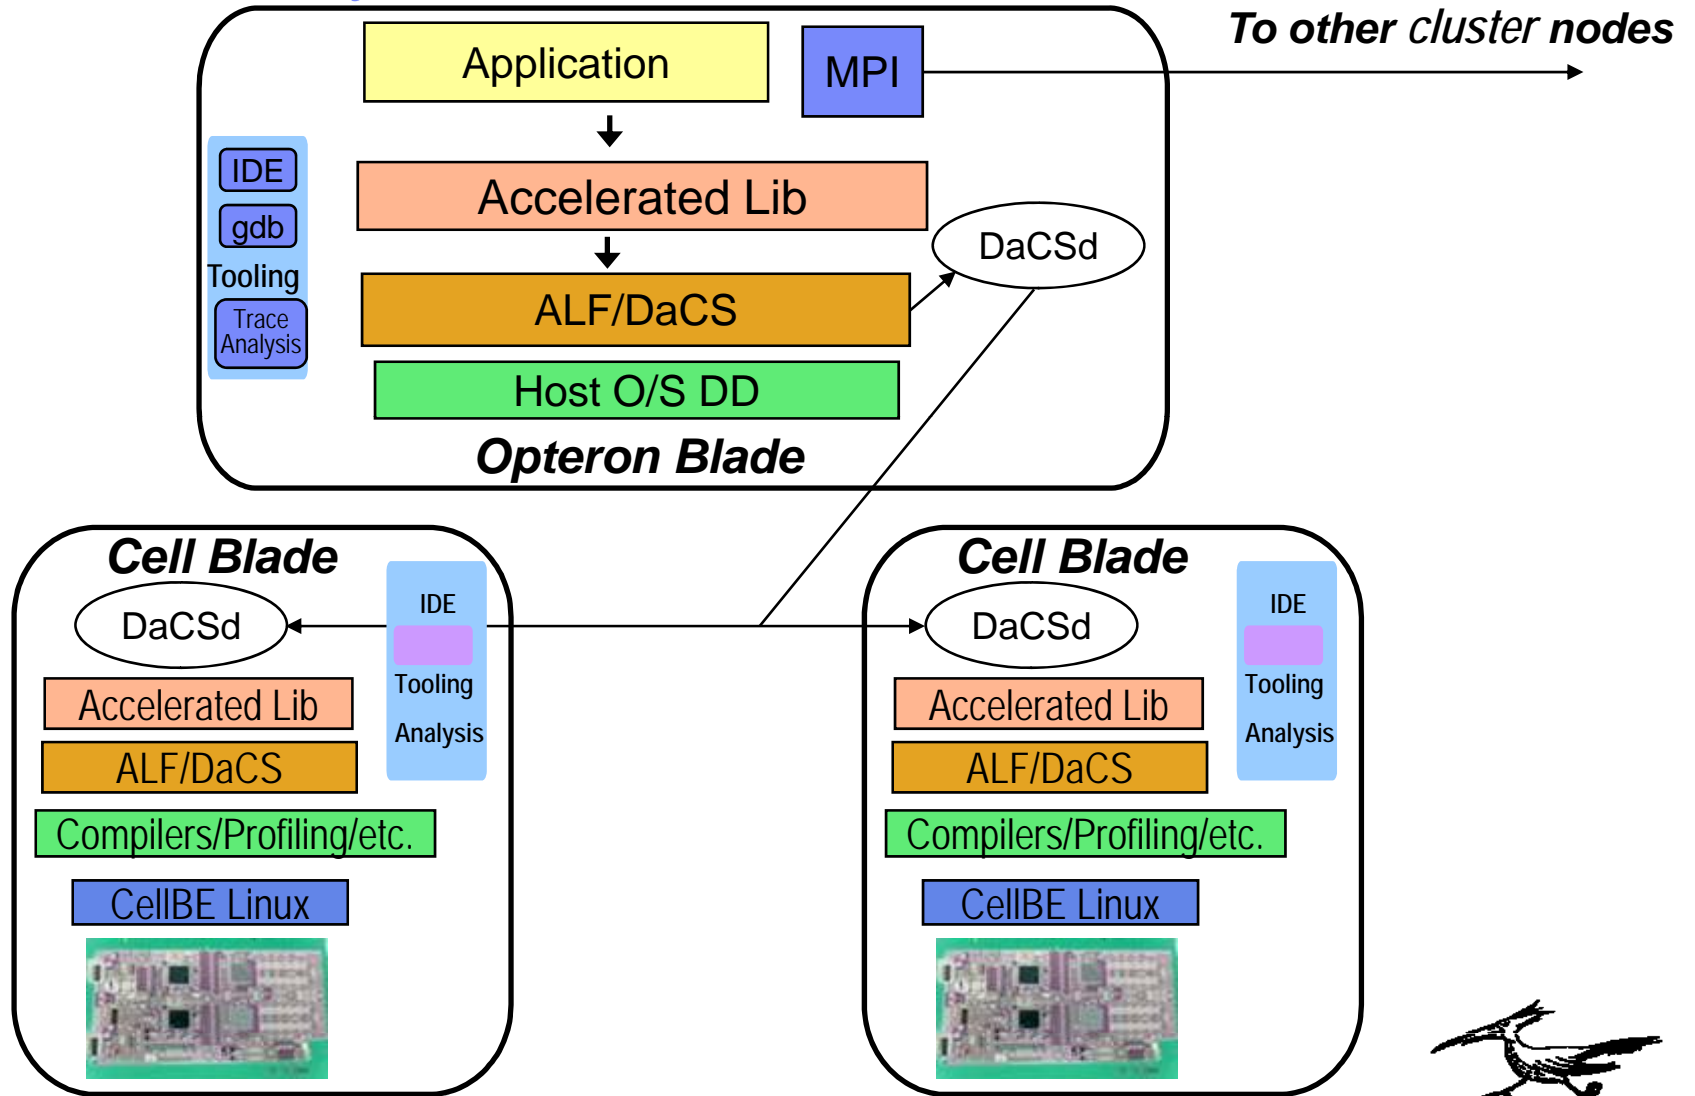 To other cluster nodes
Application
MPI
IDE
gdb
Tooling
Trace
Analysis
Accelerated Lib
DaCSd
ALF/DaCS
Host O/S DD
Opteron Blade
Cell Blade
DaCSd
IDE
Tooling
Analysis
Accelerated Lib
ALF/DaCS
Compilers/Profiling/etc.
CellBE Linux
Cell Blade
DaCSd
IDE
Tooling
Analysis
Accelerated Lib
ALF/DaCS
Compilers/Profiling/etc.
CellBE Linux